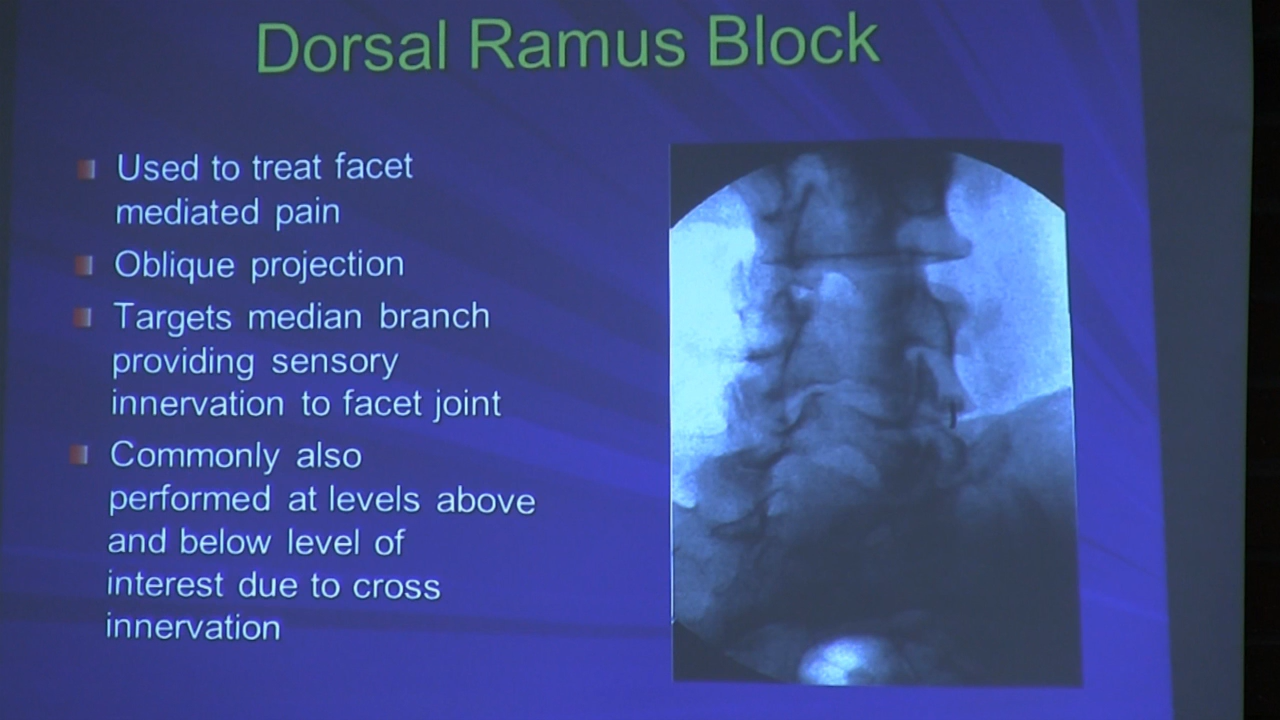 Dorsal Ramus Block
Used to treat facet
mediated pain
Oblique projection
Targets median branch
providing sensory
innervation to facet joint
Commonly also
performed at levels above
and below level of
interest due to cross
innervation